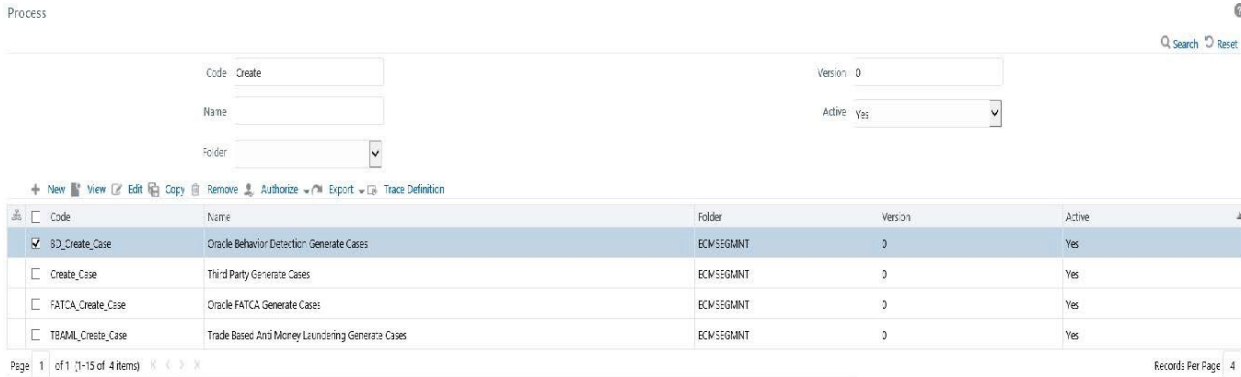 Process
Search Reset
Code Create Version 0
Name Active Yes
Folder
New View Edit Copy Remove Authorize Export Trace Definition
Code Name Folder Version Active
BD_Create_Case Oracle Behavior Detection Generate Cases ECMSEGMNT 0 Yes
Create_Case Third Party Generate Cases ECMSEGMNT 0 Yes
FATCA_Create_Case Oracle FATCA Generate Cases ECMSEGMNT 0 Yes
TBAML_Create_Case Trade Based Anti Money Laundering Generate Cases ECMSEGMNT 0 Yes
Page 1 of 1 (1-15 of 4 items) Records Per Page 4